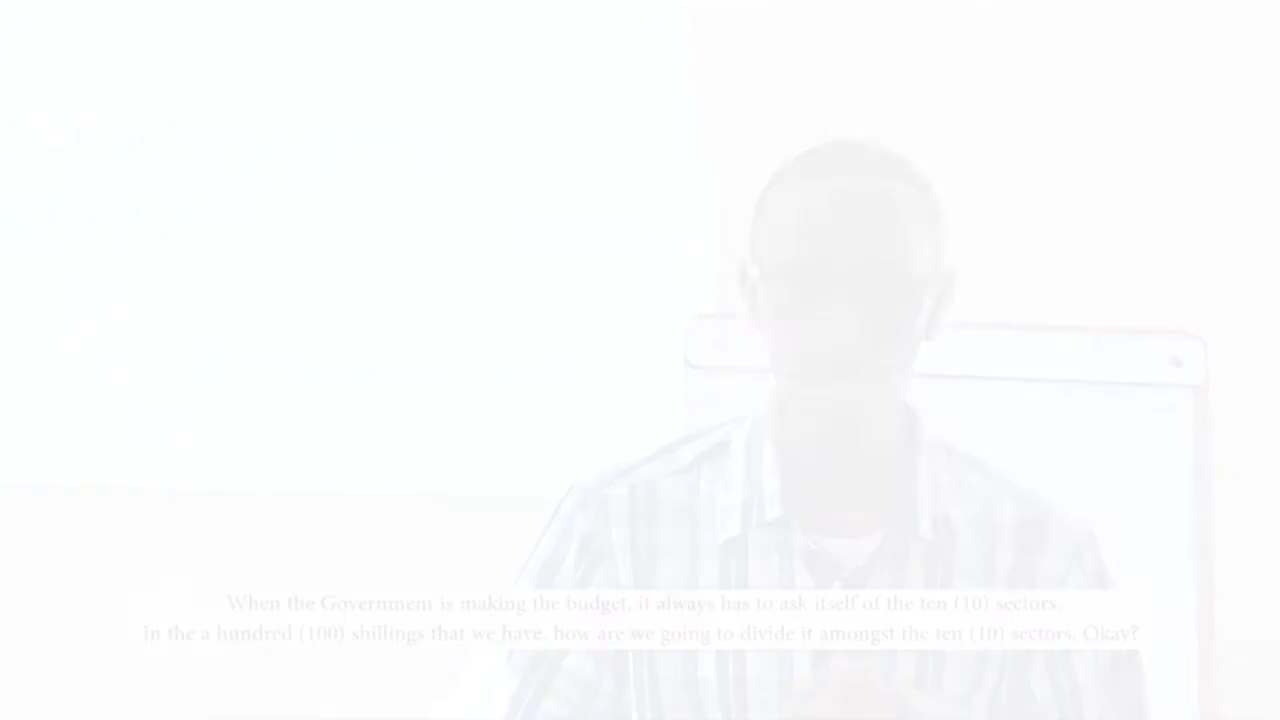 When the Government is making the budget, it always has to ask itself of the ten (10) sectors.
in the a hundred (100) shillings that we have, how are we going to divide it amongst the ten (10) sectors. Okay?